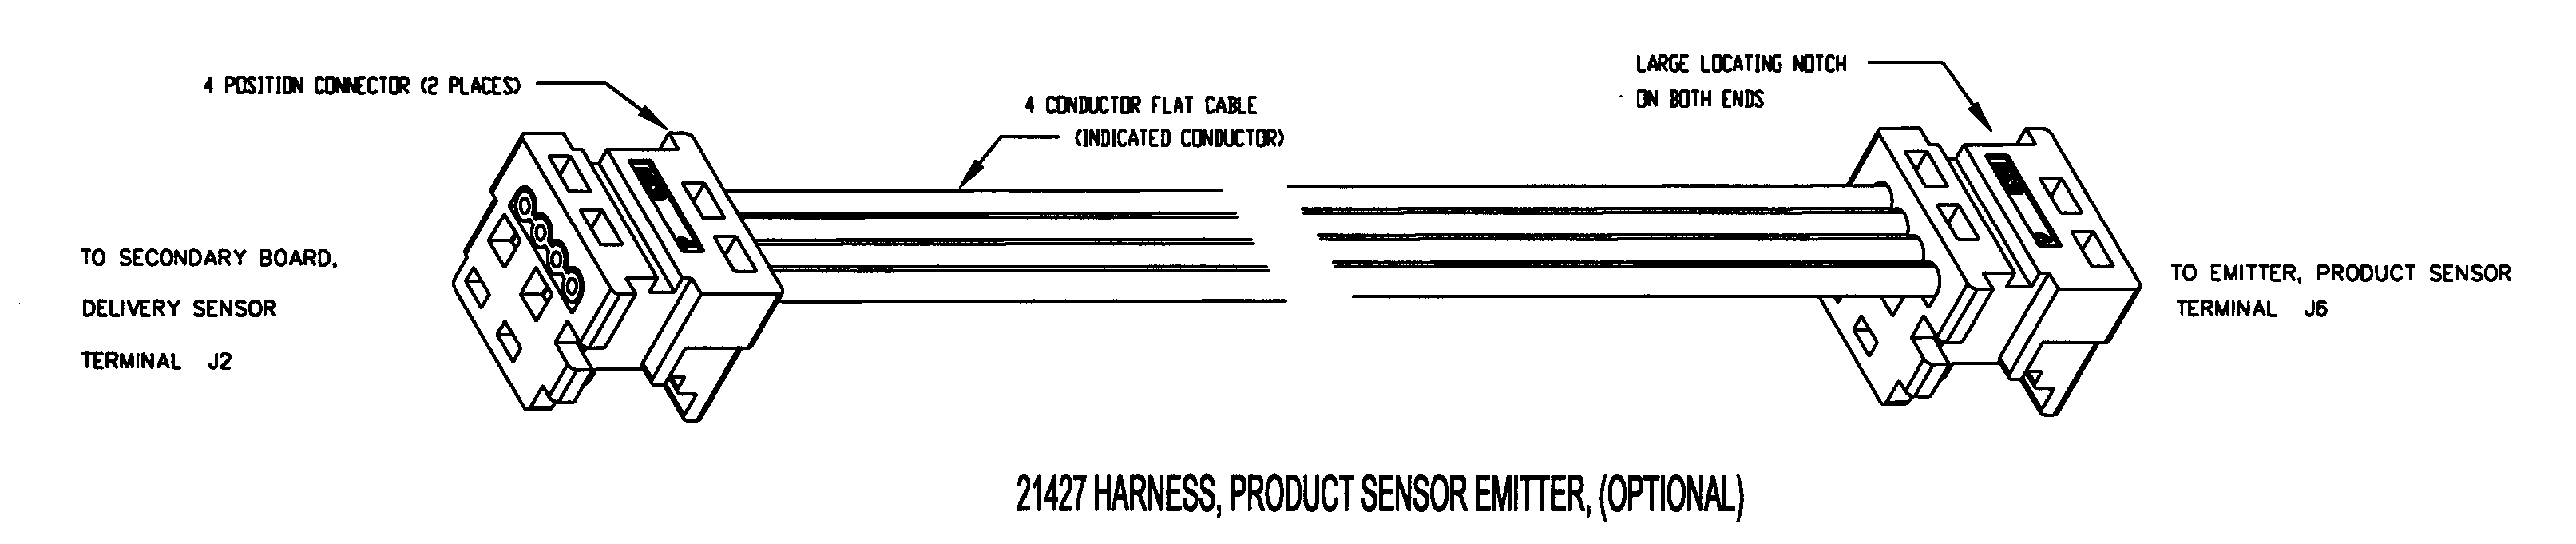 4 POSITION CONNECTOR (2 PLACES)
4 CONDUCTOR FLAT CABLE
(INDICATED CONDUCTOR)
LARGE LOCATING NOTCH
ON BOTH ENDS
TO SECONDARY BOARD,
DELIVERY SENSOR
TERMINAL J2
TO EMITTER, PRODUCT SENSOR
TERMINAL J6
21427 HARNESS, PRODUCT SENSOR EMITTER, (OPTIONAL)